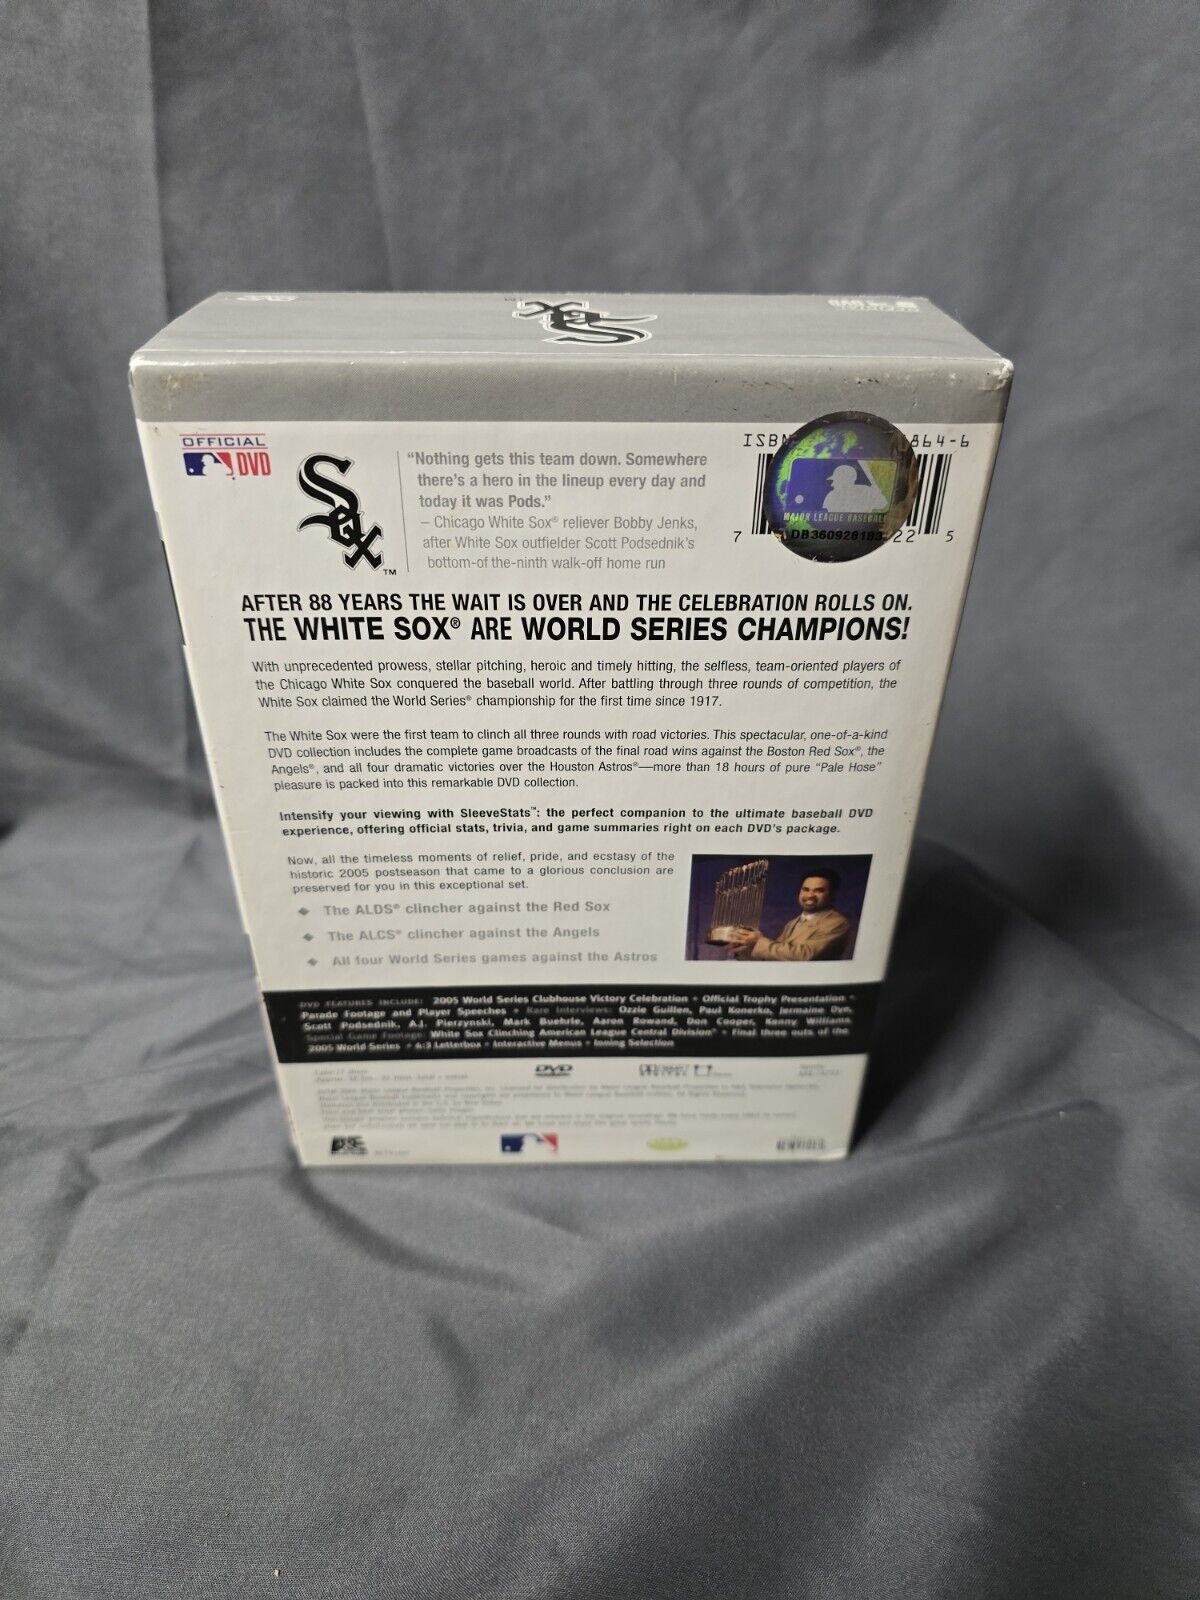 Sox
OFFICIAL
DVD
Sox
TM
"Nothing gets this team down. Somewhere
there's a hero in the lineup every day and
today it was Pods."
– Chicago White Sox® reliever Bobby Jenks,
after White Sox outfielder Scott Podsednik's
bottom-of the-ninth walk-off home run
ISBN 864-6
MAJOR LEAGUE BASEBALL
DB360928183
7 22 5
AFTER 88 YEARS THE WAIT IS OVER AND THE CELEBRATION ROLLS ON.
THE WHITE SOX® ARE WORLD SERIES CHAMPIONS!
With unprecedented prowess, stellar pitching, heroic and timely hitting, the selfless, team-oriented players of
the Chicago White Sox conquered the baseball world. After battling through three rounds of competition, the
White Sox claimed the World Series® championship for the first time since 1917.
The White Sox were the first team to clinch all three rounds with road victories. This spectacular, one-of-a-kind
DVD collection includes the complete game broadcasts of the final road wins against the Boston Red Sox®, the
Angels®, and all four dramatic victories over the Houston Astros®—more than 18 hours of pure "Pale Hose"
pleasure is packed into this remarkable DVD collection.
Intensify your viewing with SleeveStats™: the perfect companion to the ultimate baseball DVD
experience, offering official stats, trivia, and game summaries right on each DVD's package.
Now, all the timeless moments of relief, pride, and ecstasy of the
historic 2005 postseason that came to a glorious conclusion are
preserved for you in this exceptional set.
◆ The ALDS® clincher against the Red Sox
◆ The ALCS® clincher against the Angels
◆ All four World Series games against the Astros
DVD FEATURES INCLUDE: 2005 World Series Clubhouse Victory Celebration • Official Trophy Presentation •
Parade Footage and Player Speeches • Rare Interviews: Ozzie Guillen, Paul Konerko, Jermaine Dye,
Scott Podsednik, A.J. Pierzynski, Mark Buehrle, Aaron Rowand, Don Cooper, Kenny Williams
Special Game Footage: White Sox Clinching American League Central Division™ • Final three outs of the
2005 World Series • 4:3 Letterbox • Interactive Menus • Inning Selection
DVD
DOLBY
DIGITAL
A&E
NEWVIDEO